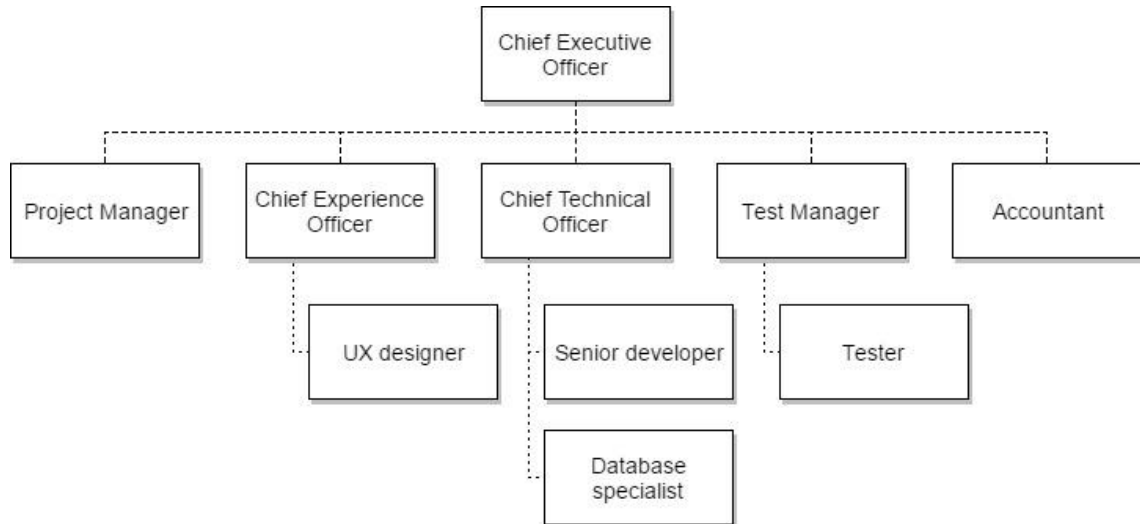 Chief Executive
Officer
Project Manager
Chief Experience
Officer
Chief Technical
Officer
Test Manager
Accountant
UX designer
Senior developer
Tester
Database
specialist